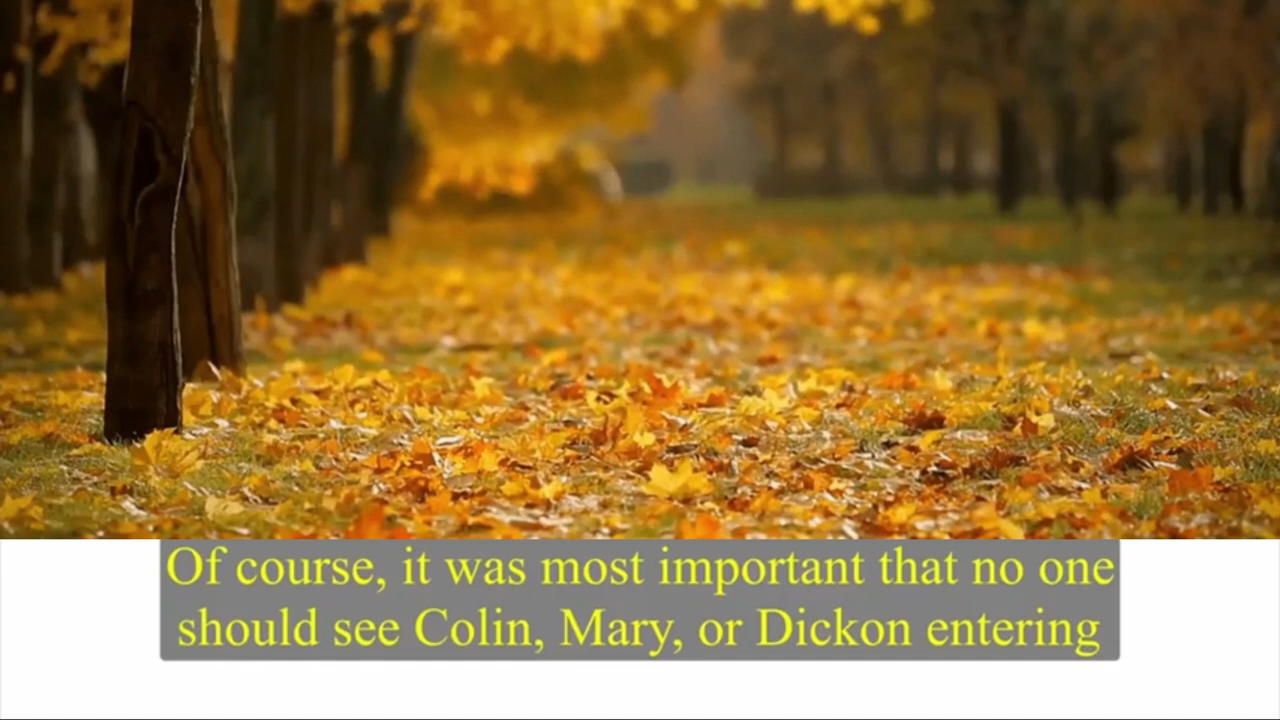 Of course, it was most important that no one
should see Colin, Mary, or Dickon entering